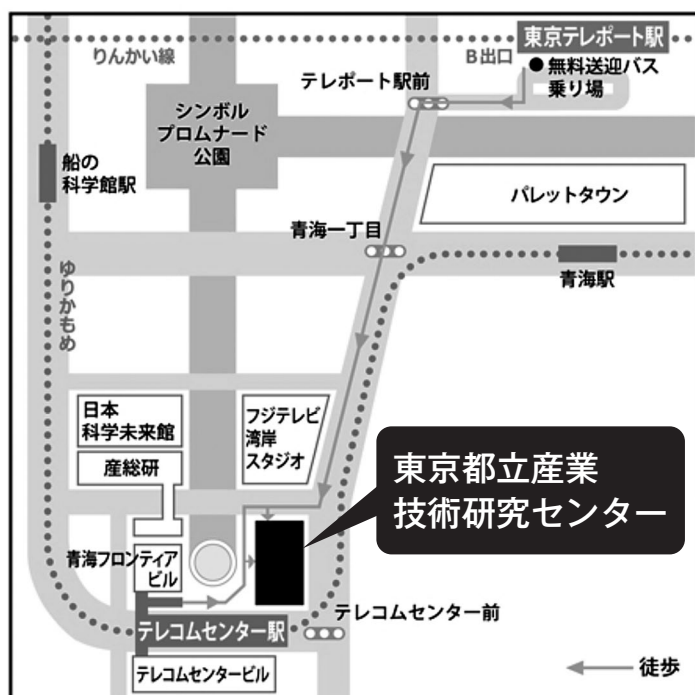 東京テレポート駅
りんかい線
B出口
無料送迎バス
乗り場
テレポート駅前
シンボル
プロムナード
公園
船の
科学館駅
パレットタウン
青海一丁目
青海駅
ゆりかもめ
日本
科学未来館
フジテレビ
湾岸
スタジオ
産総研
東京都立産業
技術研究センター
青海フロンティア
ビル
テレコムセンター前
テレコムセンター駅
テレコムセンタービル
徒歩